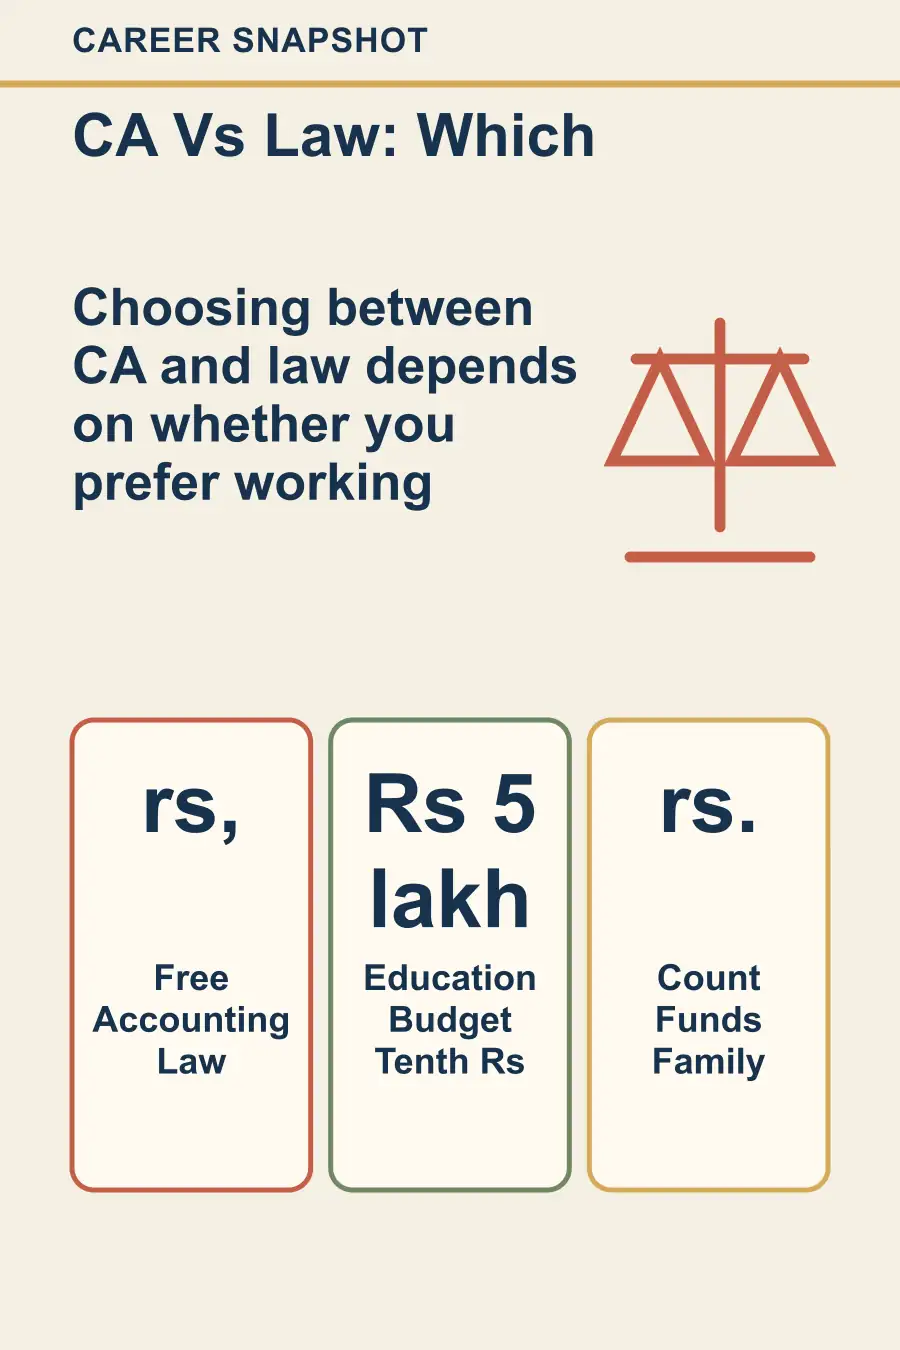 CAREER SNAPSHOT
CA Vs Law: Which
Choosing between
CA and law depends
on whether you
prefer working
rs,
Free
Accounting
Law
Rs 5
lakh
Education
Budget
Tenth Rs
rs.
Count
Funds
Family